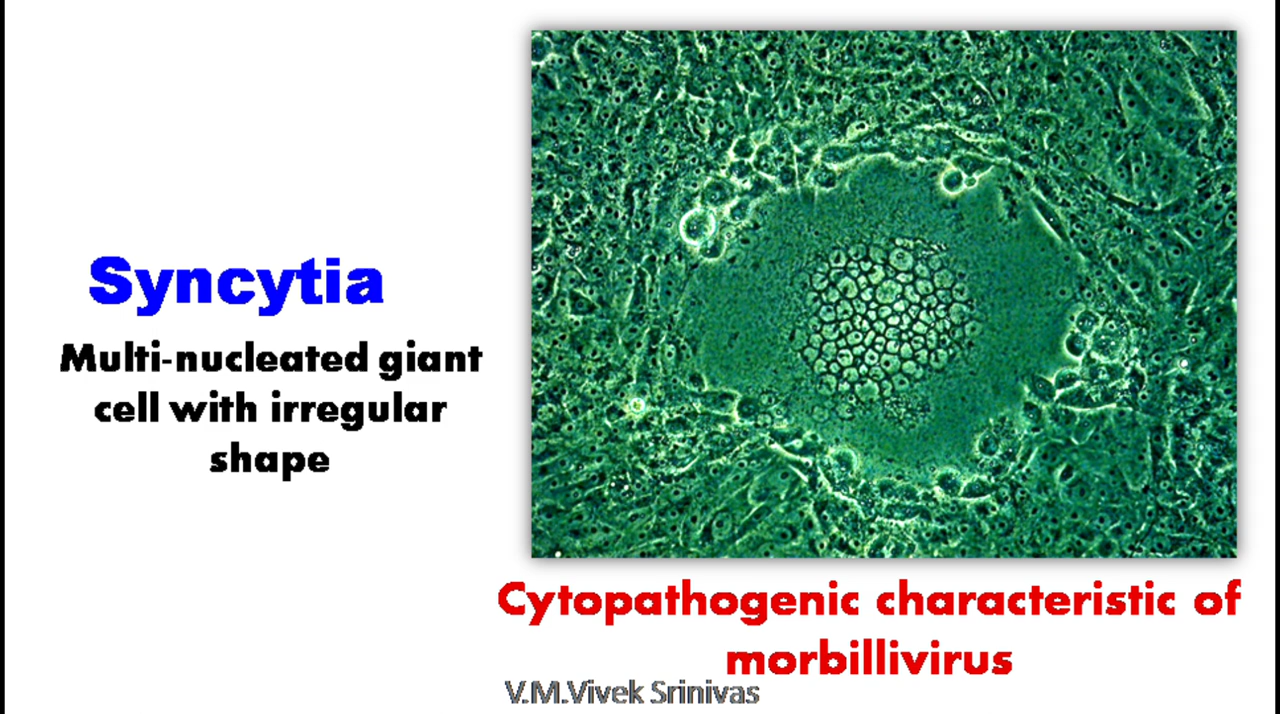 Syncytia
Multi-nucleated giant
cell with irregular
shape
Cytopathogenic characteristic of
morbillivirus
V.M.Vivek Srinivas